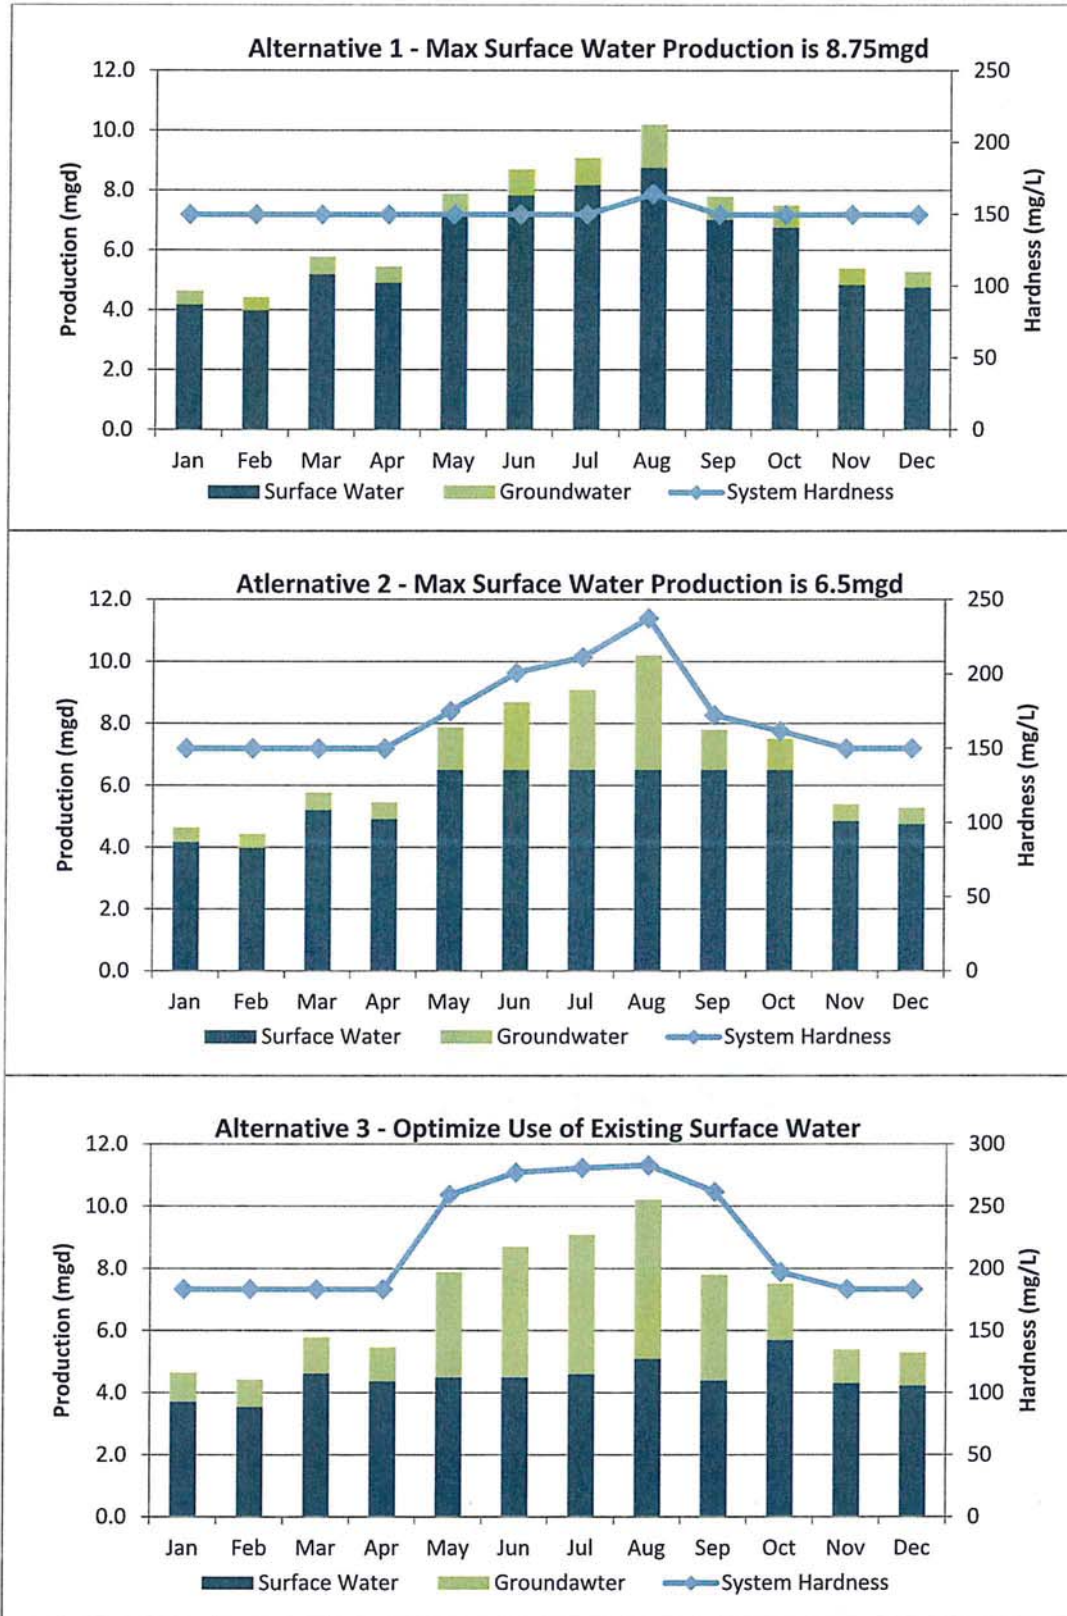 Alternative 1 - Max Surface Water Production is 8.75mgd
12.0
10.0
8.0
6.0
4.0
2.0
0.0
Production (mgd)
250
200
150
100
50
0
Hardness (mg/L)
Jan Feb Mar Apr May Jun Jul Aug Sep Oct Nov Dec
Surface Water Groundwater System Hardness
Atlernative 2 - Max Surface Water Production is 6.5mgd
12.0
10.0
8.0
6.0
4.0
2.0
0.0
Production (mgd)
250
200
150
100
50
0
Hardness (mg/L)
Jan Feb Mar Apr May Jun Jul Aug Sep Oct Nov Dec
Surface Water Groundwater System Hardness
Alternative 3 - Optimize Use of Existing Surface Water
12.0
10.0
8.0
6.0
4.0
2.0
0.0
Production (mgd)
300
250
200
150
100
50
0
Hardness (mg/L)
Jan Feb Mar Apr May Jun Jul Aug Sep Oct Nov Dec
Surface Water Groundawter System Hardness